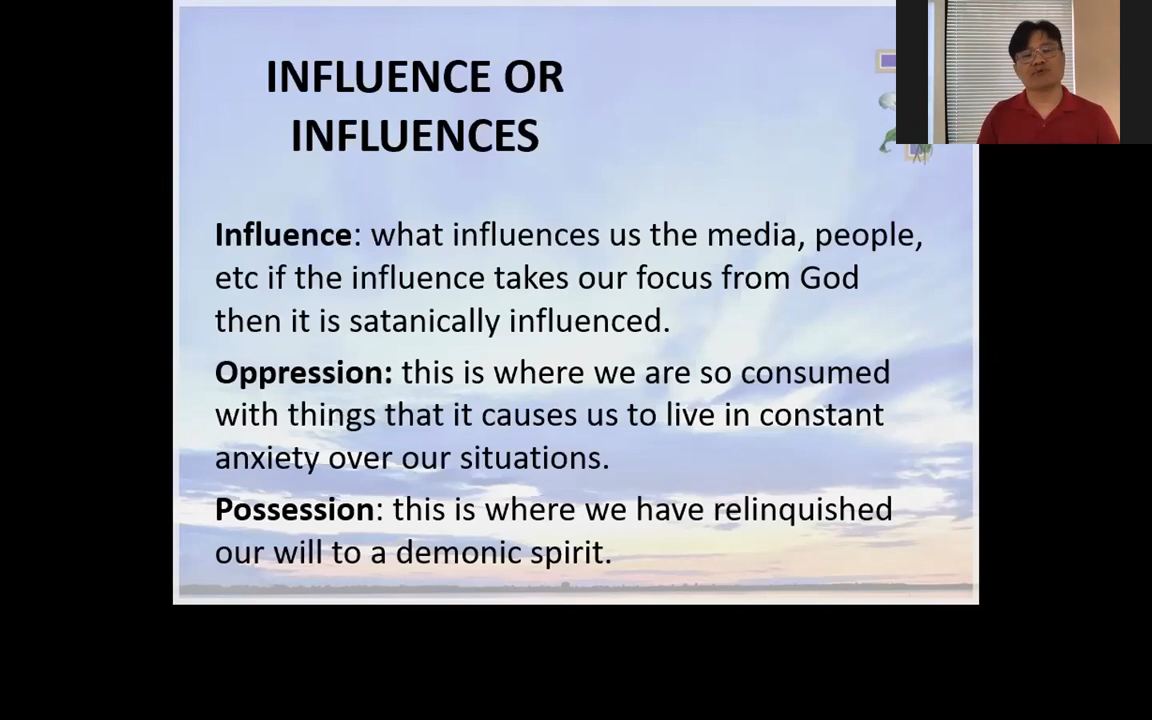 INFLUENCE OR
INFLUENCES
Influence: what influences us the media, people,
etc if the influence takes our focus from God
then it is satanically influenced.
Oppression: this is where we are so consumed
with things that it causes us to live in constant
anxiety over our situations.
Possession: this is where we have relinquished
our will to a demonic spirit.